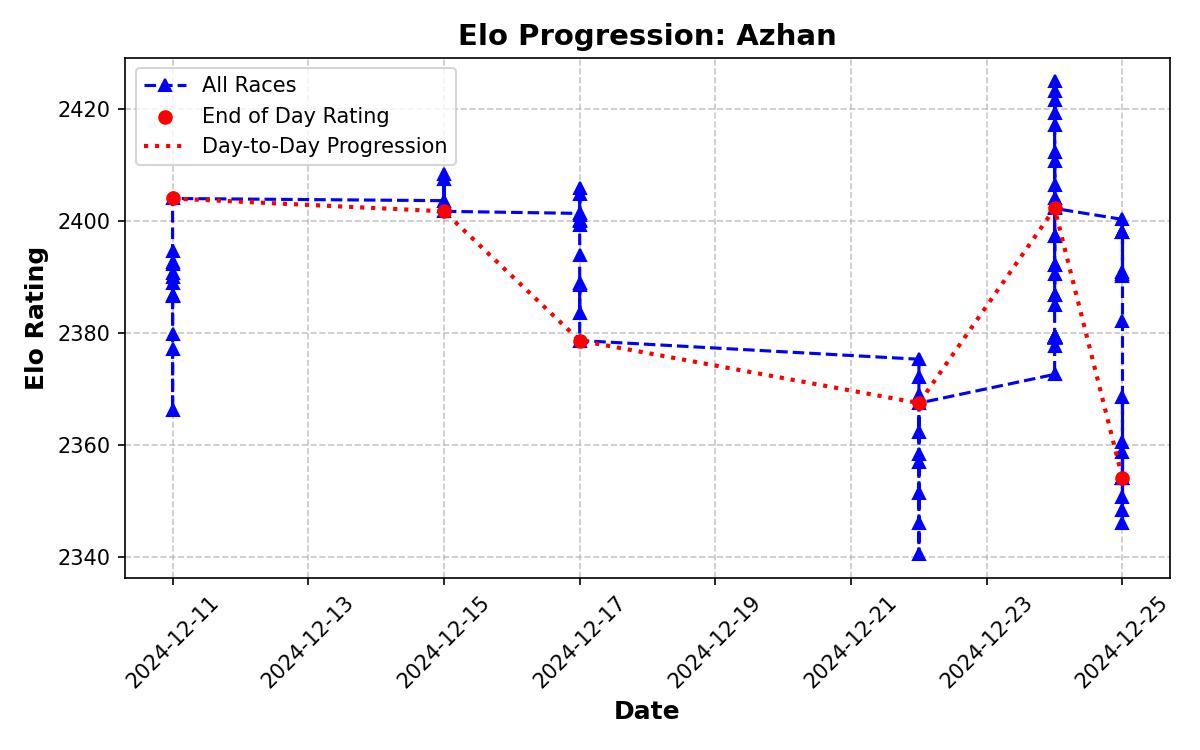 Elo Progression: Azhan
All Races
End of Day Rating
Day-to-Day Progression
Elo Rating
2420
2400
2380
2360
2340
2024-12-11
2024-12-13
2024-12-15
2024-12-17
2024-12-19
2024-12-21
2024-12-23
2024-12-25
Date